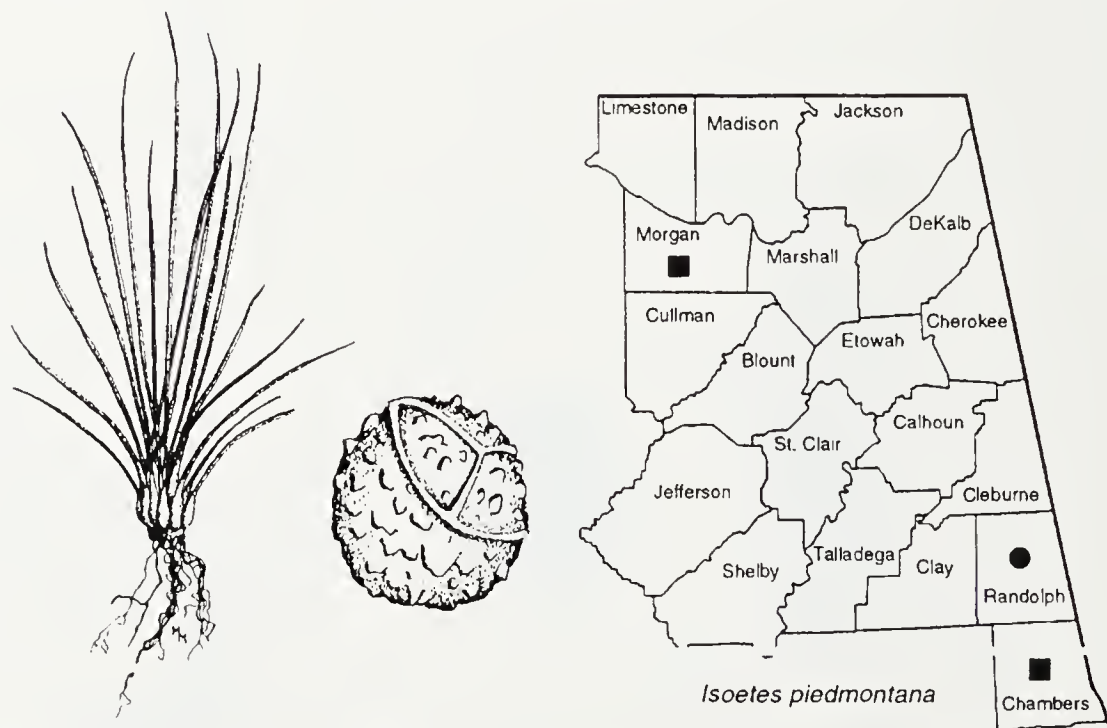 Limestone
Madison
Jackson
Morgan
Marshall
DeKalb
Cullman
Blount
Etowah
Cherokee
St. Clair
Calhoun
Jefferson
Cleburne
Shelby
Talladega
Clay
Randolph
Isoetes piedmontana
Chambers